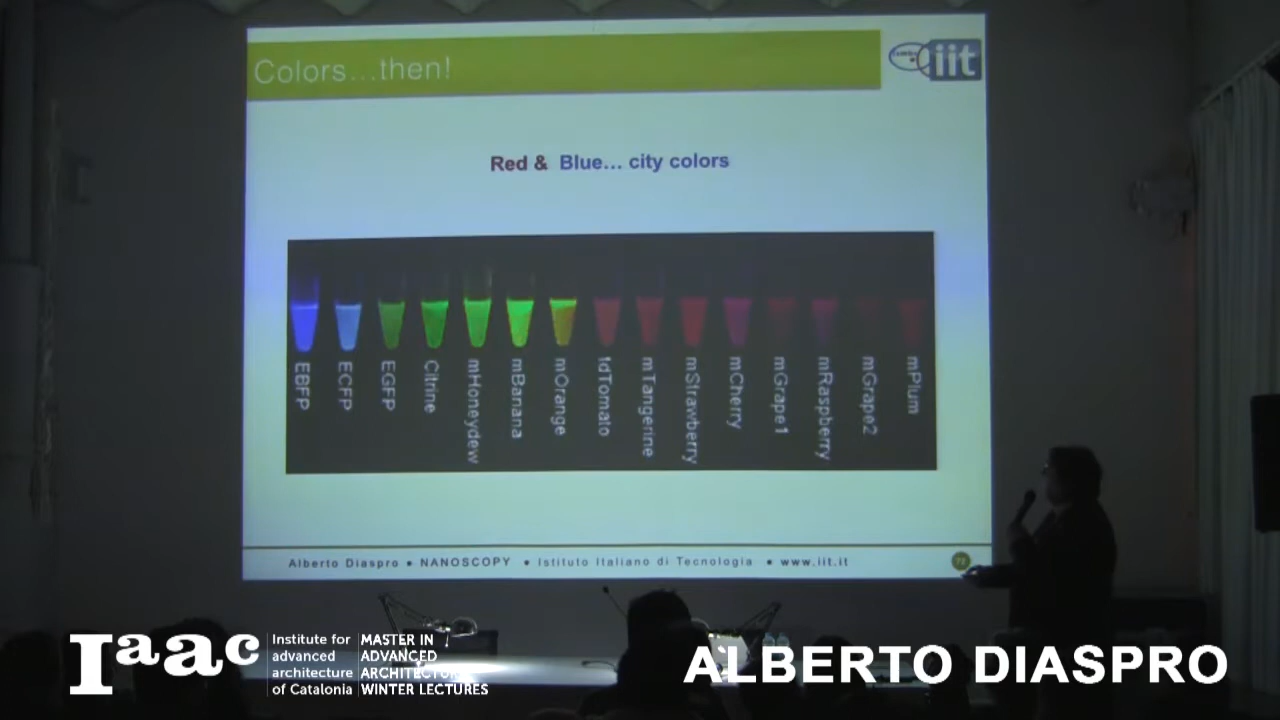 Colors...then!
iit
Red & Blue... city colors
EBFP
ECFP
EGFP
Citrine
mHoneydew
mBanana
mOrange
tdTomato
mTangerine
mStrawberry
mCherry
mGrape1
mRaspberry
mGrape2
mPlum
Alberto Diaspro • NANOSCOPY • Istituto Italiano di Tecnologia • www.iit.it
72
Iaac
Institute for
advanced
architecture
of Catalonia
MASTER IN
ADVANCED
ARCHITECTURE
WINTER LECTURES
ALBERTO DIASPRO